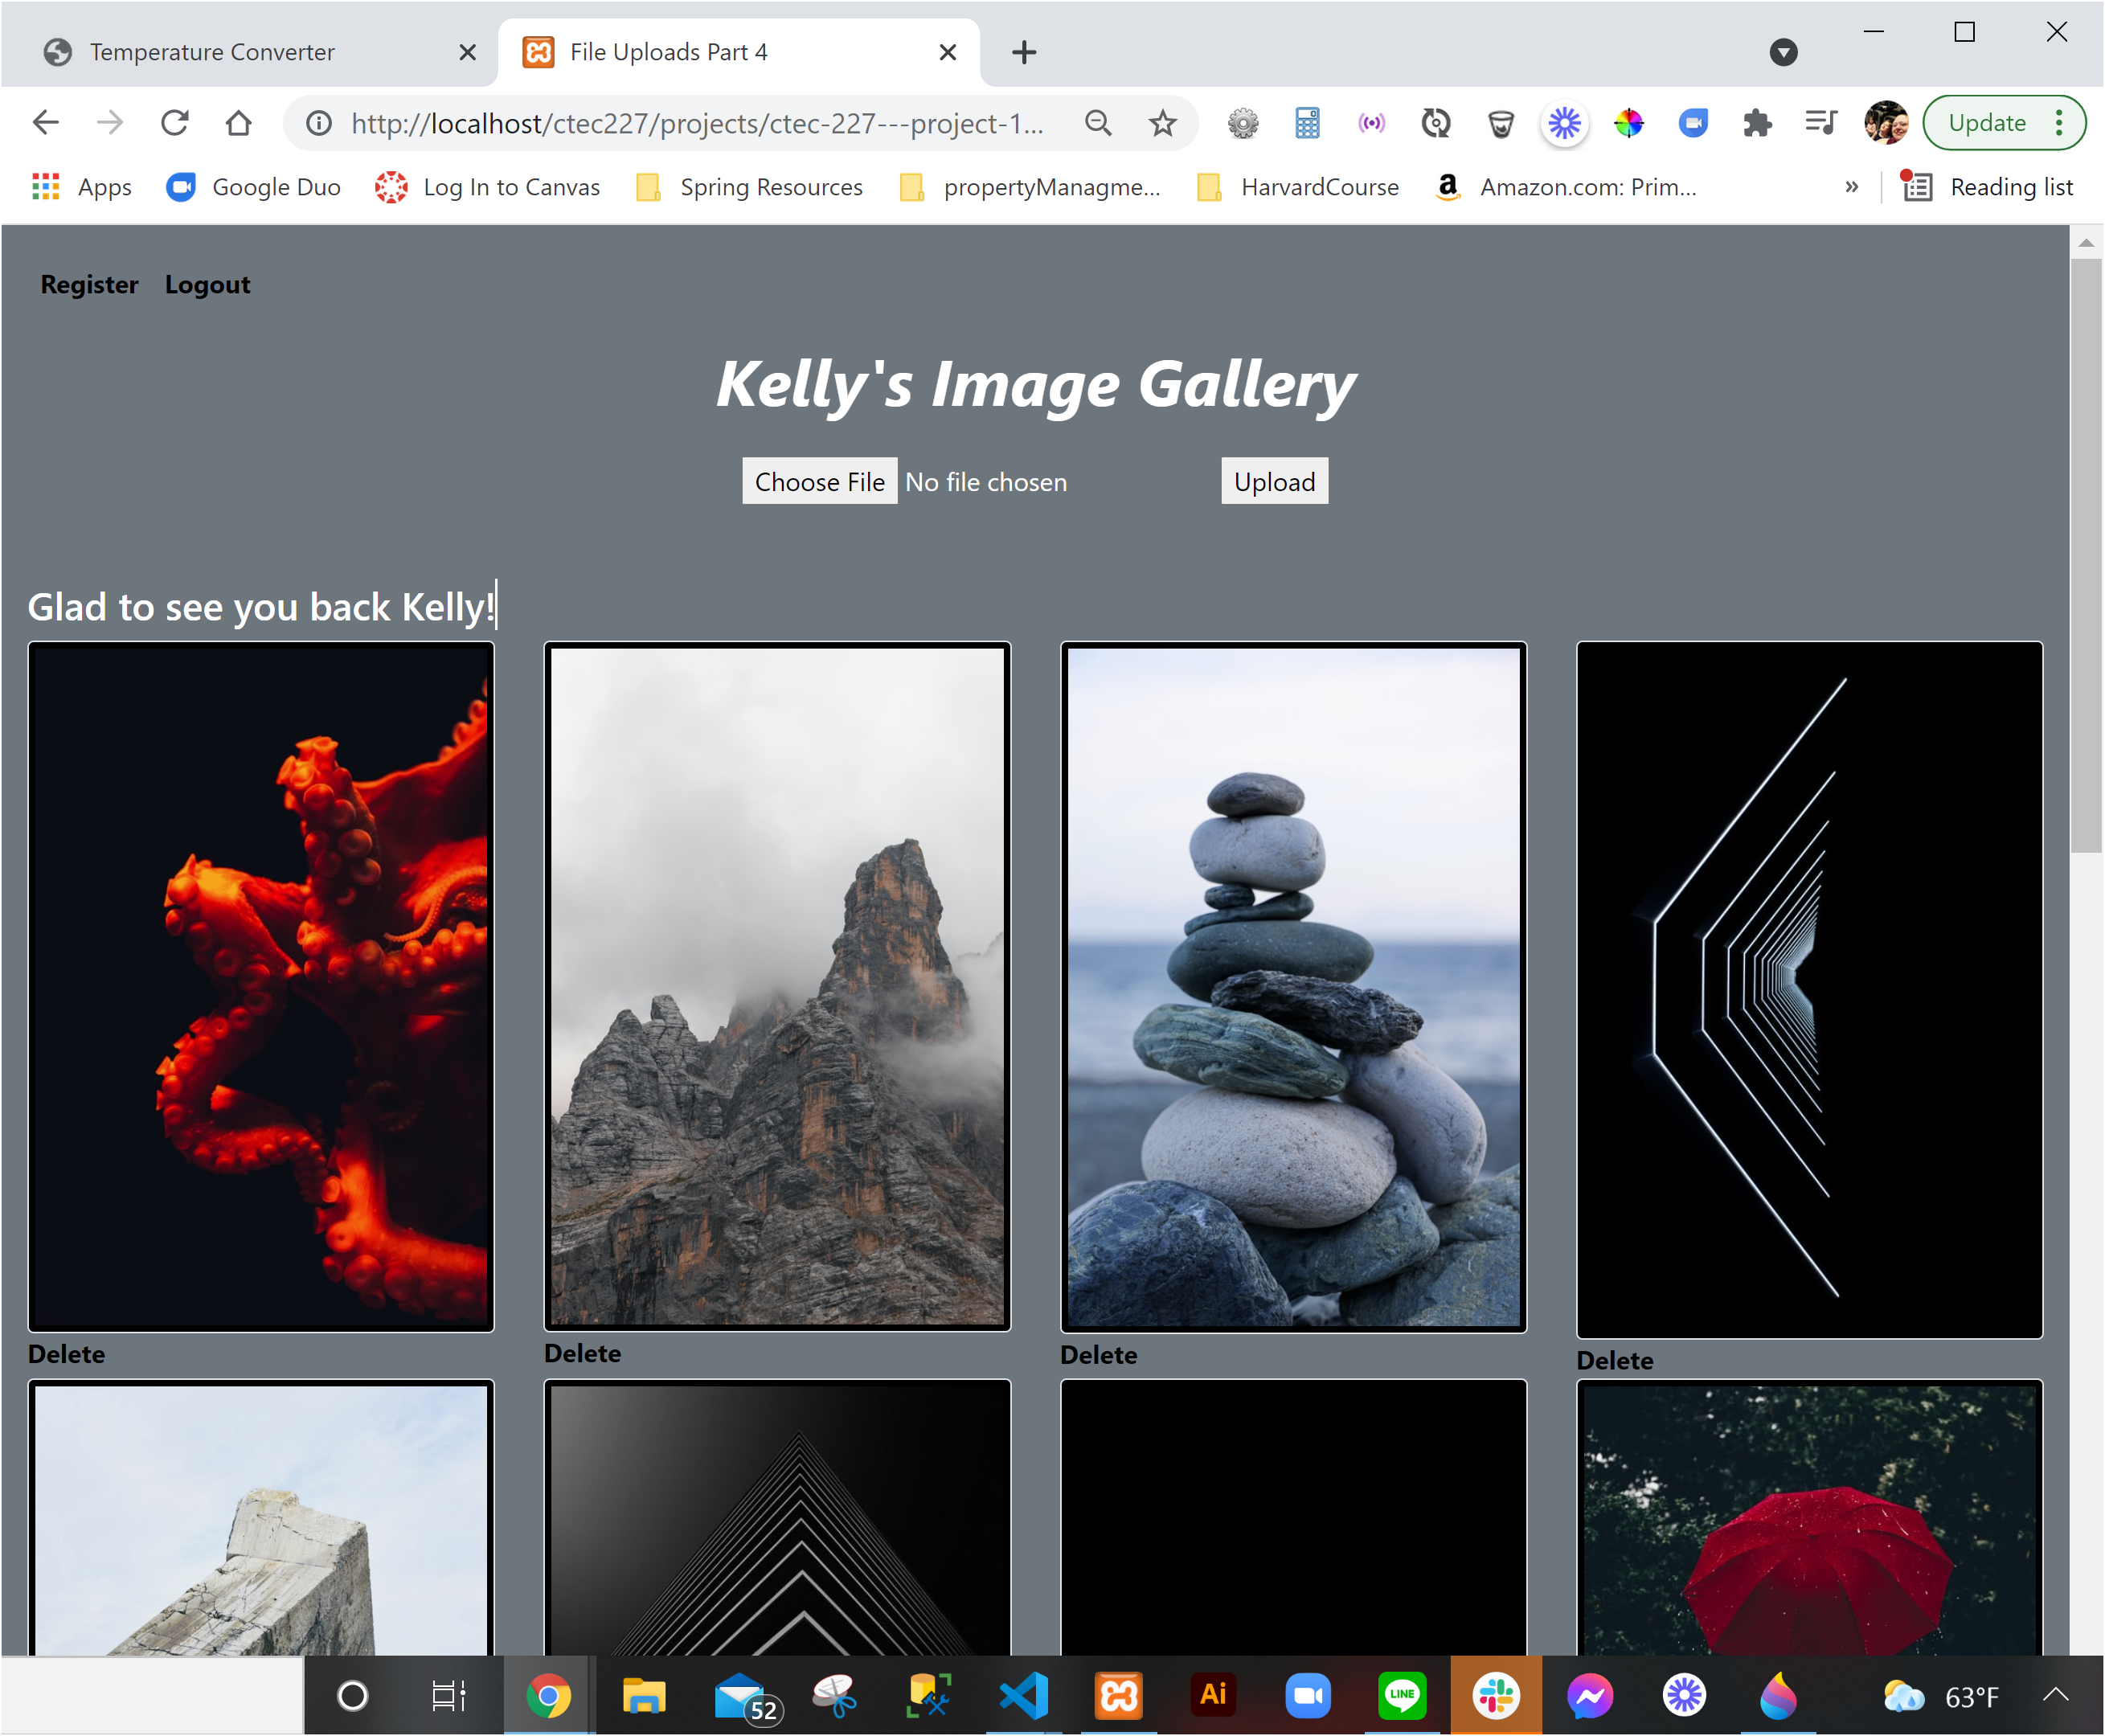 Temperature Converter
File Uploads Part 4
http://localhost/ctec227/projects/ctec-227---project-1...
Update
Apps
Google Duo
Log In to Canvas
Spring Resources
propertyManagme...
HarvardCourse
Amazon.com: Prim...
»
Reading list
Register
Logout
Kelly's Image Gallery
Choose File No file chosen
Upload
Glad to see you back Kelly!
Delete
Delete
Delete
Delete
52
Ai
LINE
63°F